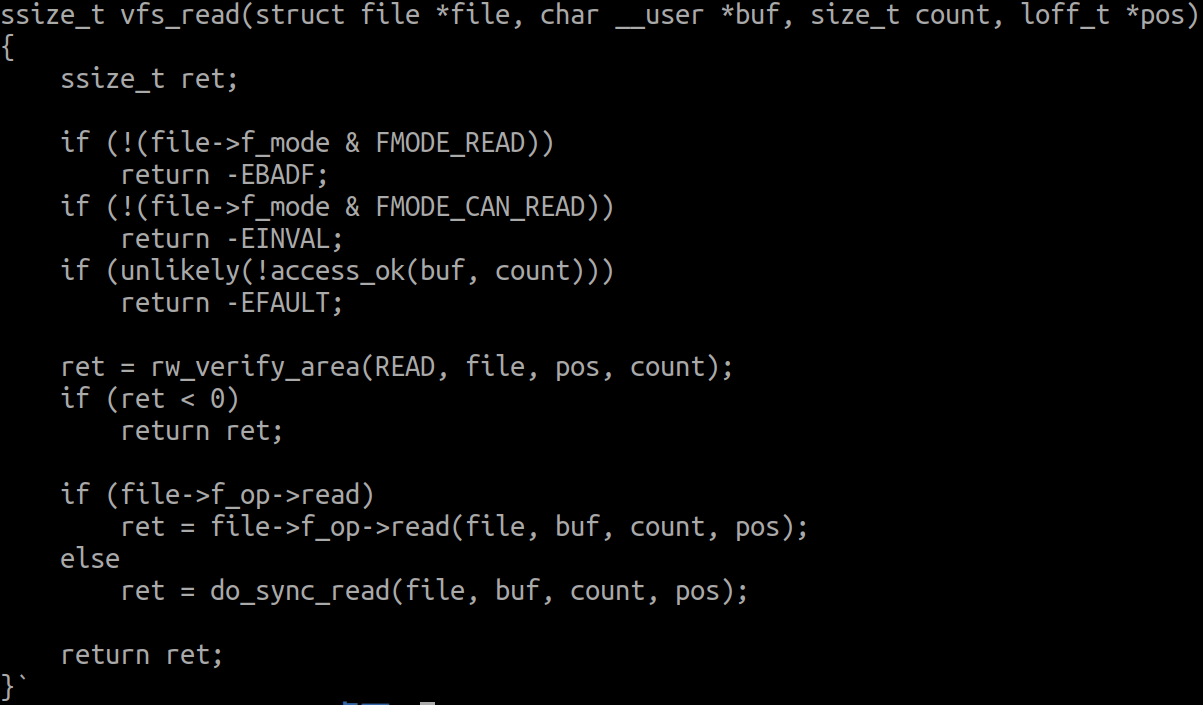 ssize_t vfs_read(struct file *file, char __user *buf, size_t count, loff_t *pos)
{
    ssize_t ret;

    if (!(file->f_mode & FMODE_READ))
        return -EBADF;
    if (!(file->f_mode & FMODE_CAN_READ))
        return -EINVAL;
    if (unlikely(!access_ok(buf, count)))
        return -EFAULT;

    ret = rw_verify_area(READ, file, pos, count);
    if (ret < 0)
        return ret;

    if (file->f_op->read)
        ret = file->f_op->read(file, buf, count, pos);
    else
        ret = do_sync_read(file, buf, count, pos);

    return ret;
}`